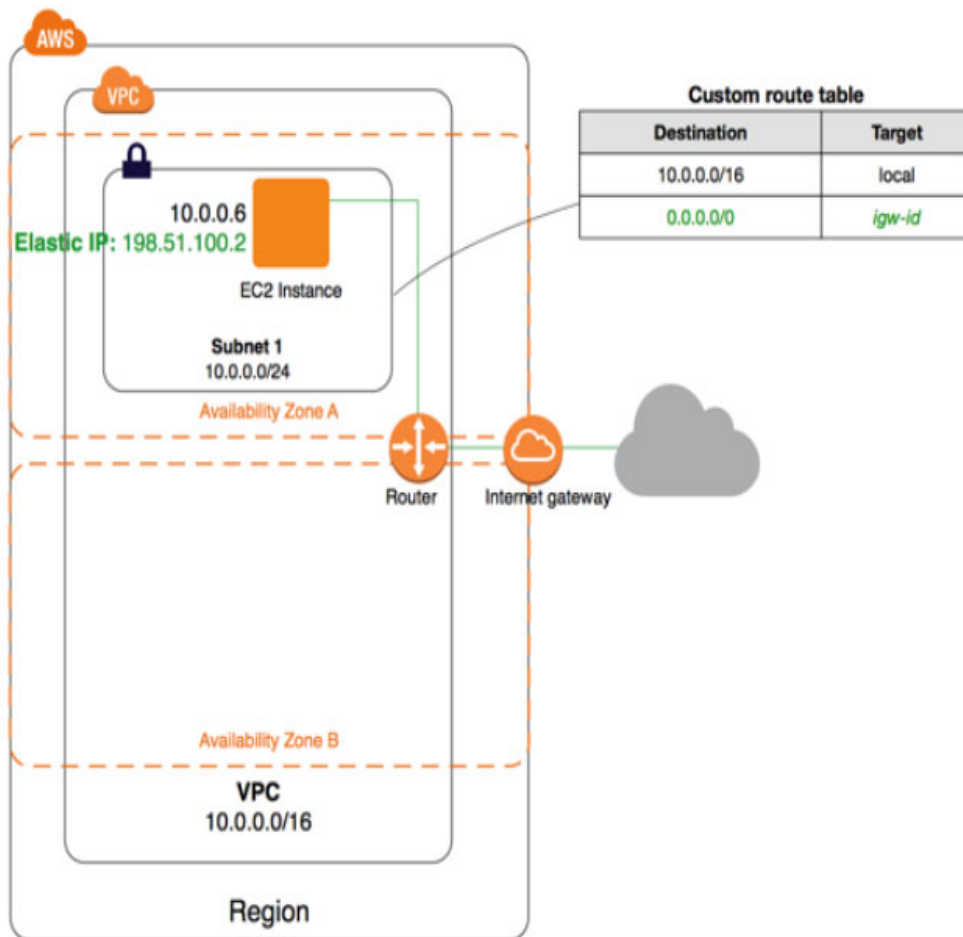 AWS
VPC
Custom route table
Destination Target
10.0.0.0/16 local
0.0.0.0/0 igw-id
10.0.0.6
Elastic IP: 198.51.100.2
EC2 Instance
Subnet 1
10.0.0.0/24
Availability Zone A
Router
Internet gateway
Availability Zone B
VPC
10.0.0.0/16
Region